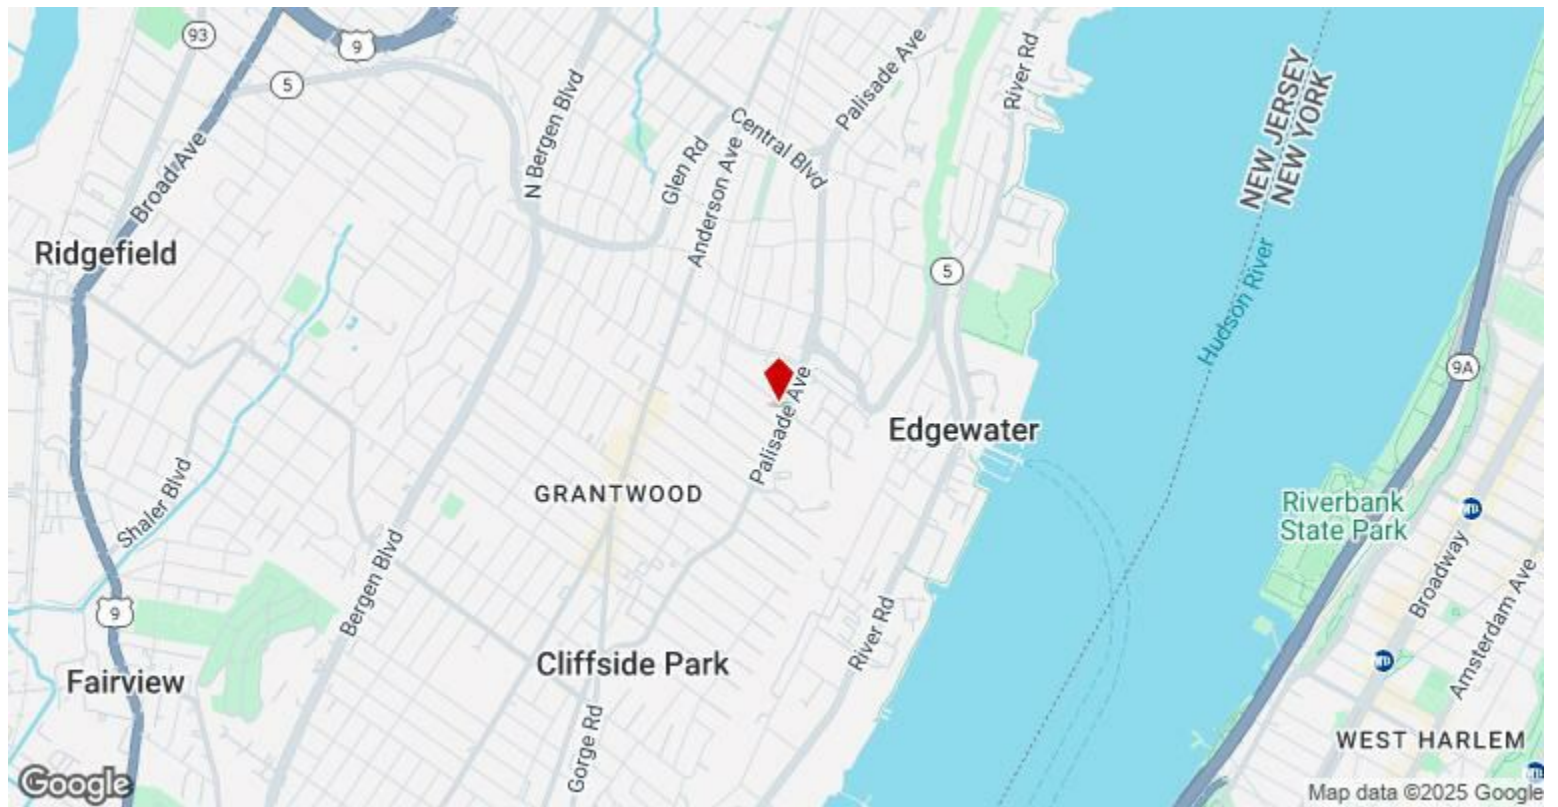 93
9
5
Broad Ave
N Bergen Blvd
Glen Rd
Anderson Ave
Central Blvd
Palisade Ave
River Rd
NEW JERSEY
NEW YORK
Hudson River
Ridgefield
5
9A
Palisade Ave
Edgewater
GRANTWOOD
Shaler Blvd
Bergen Blvd
Riverbank
State Park
Broadway
Amsterdam Ave
9
River Rd
Fairview
Cliffside Park
Gorge Rd
WEST HARLEM
Google
Map data ©2025 Google